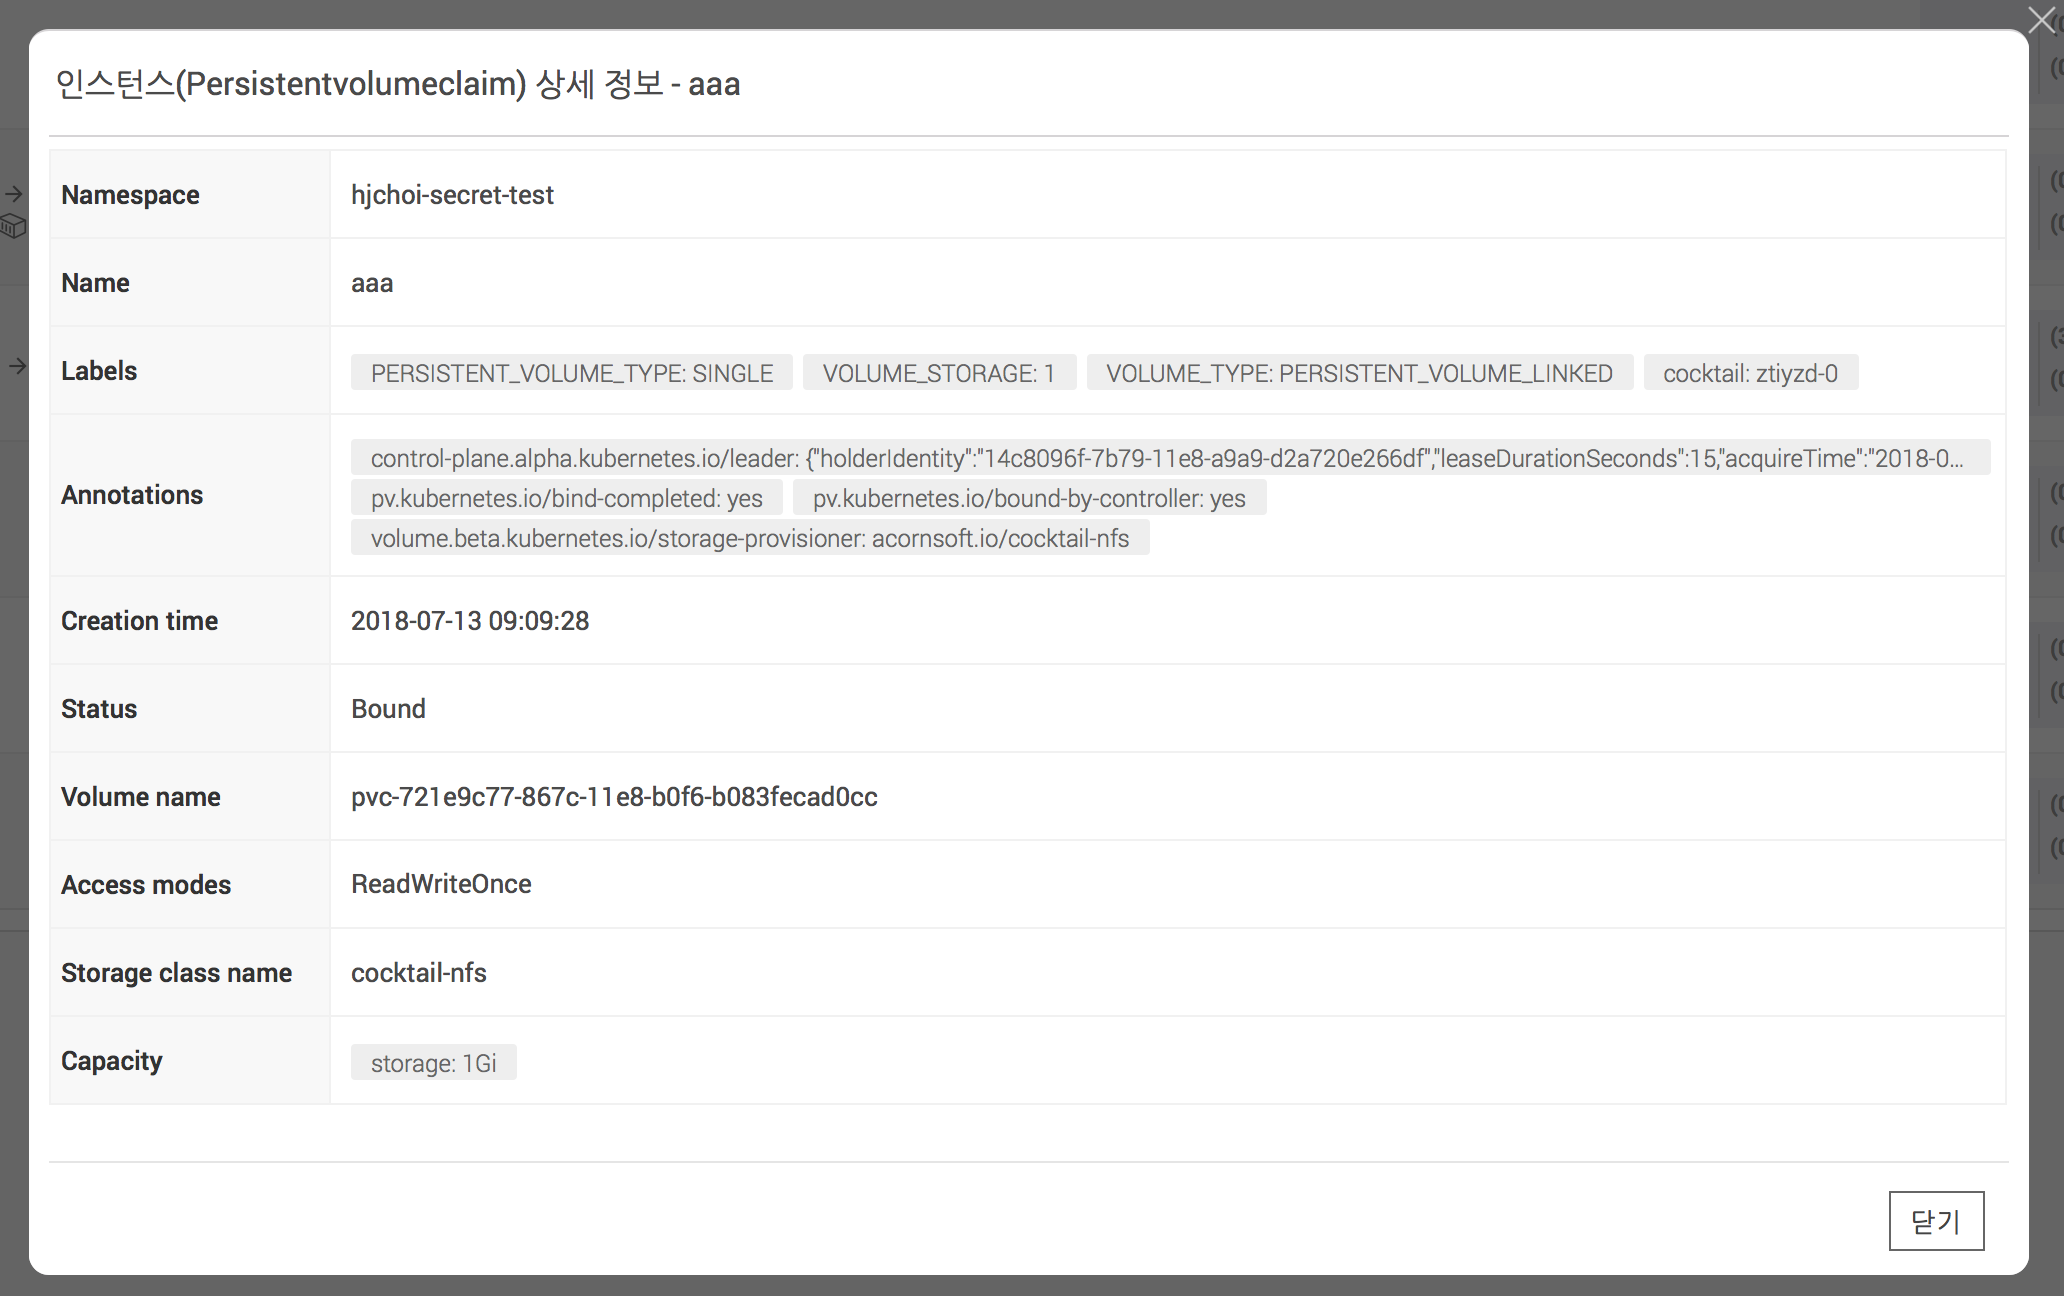 인스턴스(Persistentvolumeclaim) 상세 정보 - aaa
Namespace hjchoi-secret-test
Name aaa
Labels PERSISTENT_VOLUME_TYPE: SINGLE VOLUME_STORAGE: 1 VOLUME_TYPE: PERSISTENT_VOLUME_LINKED cocktail: ztiyzd-0
Annotations
control-plane.alpha.kubernetes.io/leader: {"holderIdentity":"14c8096f-7b79-11e8-a9a9-d2a720e266df","leaseDurationSeconds":15,"acquireTime":"2018-0...
pv.kubernetes.io/bind-completed: yes pv.kubernetes.io/bound-by-controller: yes
volume.beta.kubernetes.io/storage-provisioner: acornsoft.io/cocktail-nfs
Creation time 2018-07-13 09:09:28
Status Bound
Volume name pvc-721e9c77-867c-11e8-b0f6-b083fecad0cc
Access modes ReadWriteOnce
Storage class name cocktail-nfs
Capacity storage: 1Gi
닫기